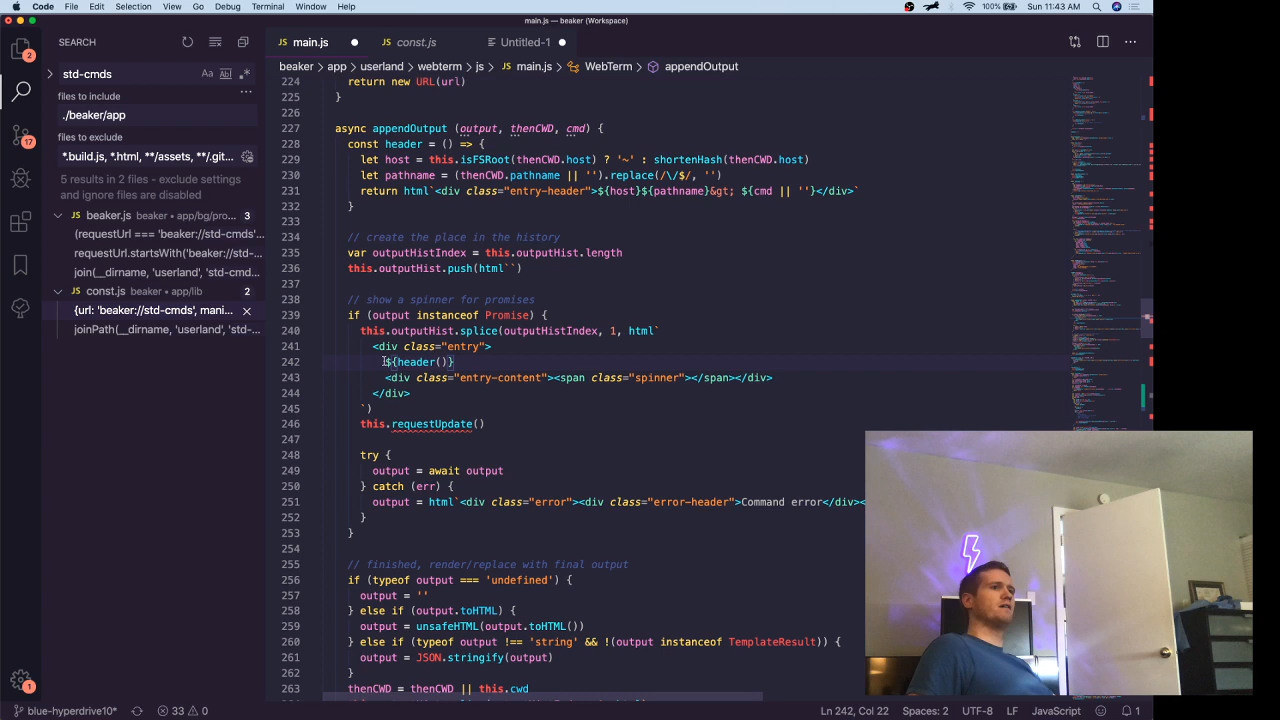 Code File Edit Selection View Go Debug Terminal Window Help 100% Sun 11:43 AM
main.js — beaker (Workspace)
2
17
1
SEARCH
std-cmds
Aa Abl .*
files to include
./beaker/app
files to exclude
*.build.js, *.html, **/assets/**/*, get...
5 results in 2 files - exclude settings
and ignore files are disabled
beaker.js beaker • app/bg/pr... 3
(requestUrl === 'beaker://std-cmds'...
requestUrl.startsWith('beaker://std-...
join(__dirname, 'userland', 'std-cmd...
const.js beaker • app/lib 2
{url: 'beaker://std-cmds', mani...
joinPath(__dirname, 'userland', 'std-...
main.js const.js Untitled-1
beaker › app › userland › webterm › js › main.js › WebTerm › appendOutput
224 return new URL(url)
225 }
226
227 async appendOutput (output, thenCWD, cmd) {
228 const header = () => {
229 let host = this.isFSRoot(thenCWD.host) ? '~' : shortenHash(thenCWD.host)
230 let pathname = (thenCWD.pathname || '').replace(/\/$/, '')
231 return html`<div class="entry-header">${host}${pathname}&gt; ${cmd || ''}</div>`
232 }
233
234 // create the place in the history
235 var outputHistIndex = this.outputHist.length
236 this.outputHist.push(html``)
237
238 // show a spinner for promises
239 if (output instanceof Promise) {
240 this.outputHist.splice(outputHistIndex, 1, html`
241 <div class="entry">
242 ${header()}
243 <div class="entry-content"><span class="spinner"></span></div>
244 </div>
245 `)
246 this.requestUpdate()
247
248 try {
249 output = await output
250 } catch (err) {
251 output = html`<div class="error"><div class="error-header">Command error</div><
252 }
253 }
254
255 // finished, render/replace with final output
256 if (typeof output === 'undefined') {
257 output = ''
258 } else if (output.toHTML) {
259 output = unsafeHTML(output.toHTML())
260 } else if (typeof output !== 'string' && !(output instanceof TemplateResult)) {
261 output = JSON.stringify(output)
262 }
263 thenCWD = thenCWD || this.cwd
blue-hyperdrive10* 33 0 Ln 242, Col 22 Spaces: 2 UTF-8 LF JavaScript 1